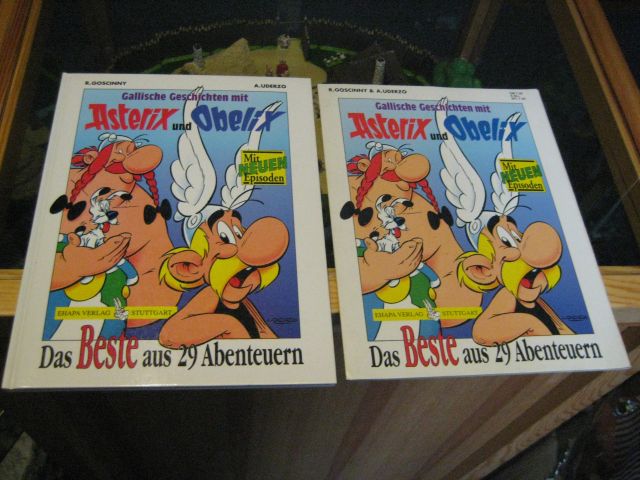 R.GOSCINNY A.UDERZO
Gallische Geschichten mit
Asterix und Obelix
Mit
NEUEN
Episoden
EHAPA VERLAG STUTTGART
Das Beste aus 29 Abenteuern
R.GOSCINNY & A.UDERZO
Gallische Geschichten mit
Asterix und Obelix
Mit
NEUEN
Episoden
EHAPA VERLAG STUTTGART
Das Beste aus 29 Abenteuern